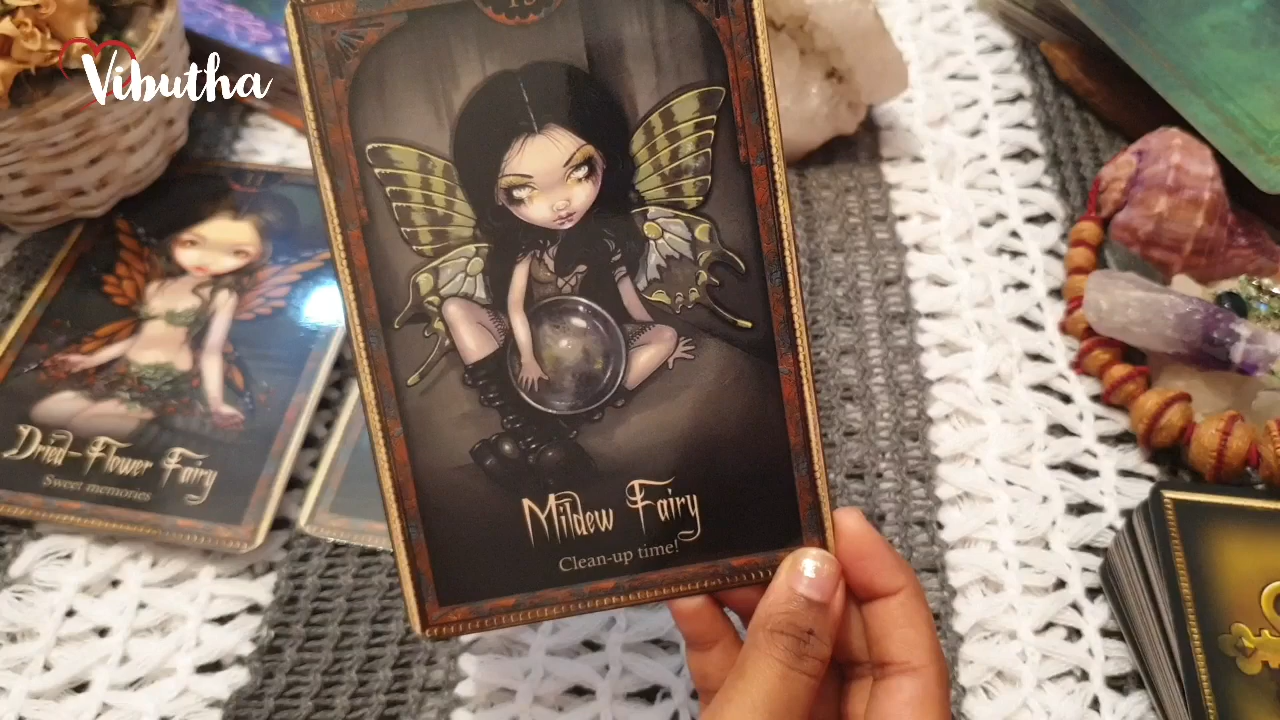 Vibutha
Dried-Flower Fairy
Sweet memories
Mildew Fairy
Clean-up time!